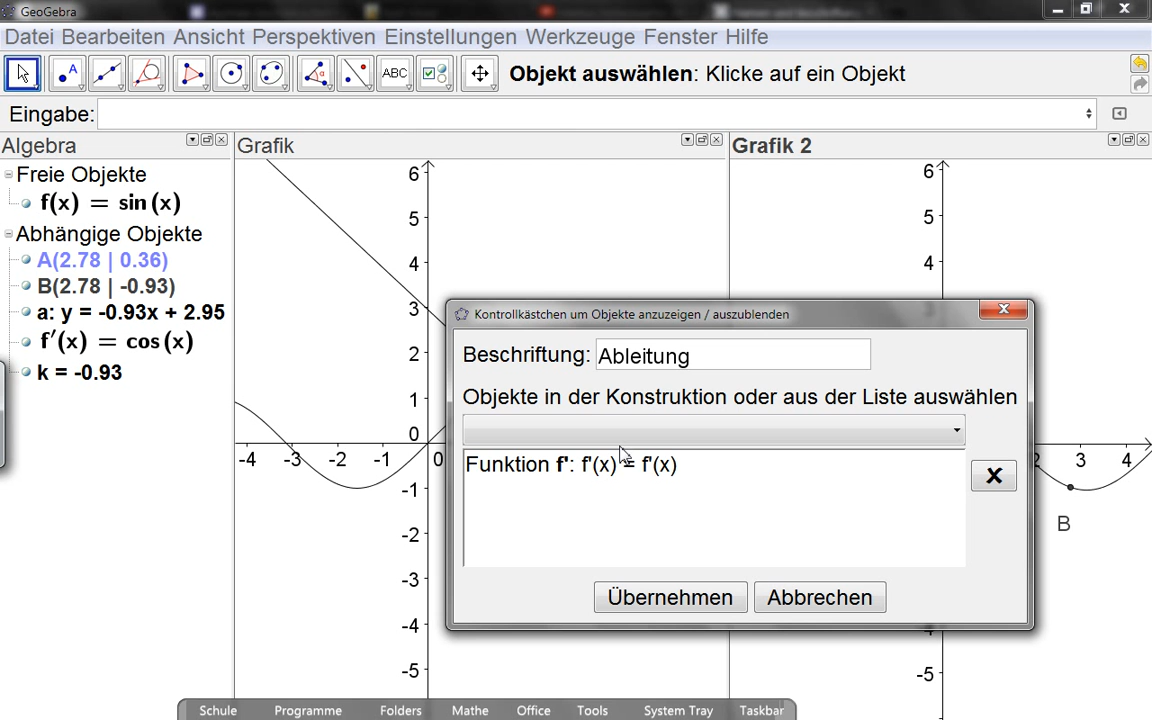 GeoGebra
Datei Bearbeiten Ansicht Perspektiven Einstellungen Werkzeuge Fenster Hilfe
ABC
Objekt auswählen: Klicke auf ein Objekt
Eingabe:
Algebra
Grafik
Grafik 2
Freie Objekte
f(x) = sin(x)
Abhängige Objekte
A(2.78 | 0.36)
B(2.78 | -0.93)
a: y = -0.93x + 2.95
f'(x) = cos(x)
k = -0.93
6
5
4
3
2
1
0
-1
-2
-3
-4
-5
-4 -3 -2 -1 0
6
5
4
3
-4
-5
2 3 4
B
Kontrollkästchen um Objekte anzuzeigen / auszublenden
x
Beschriftung: Ableitung
Objekte in der Konstruktion oder aus der Liste auswählen
Funktion f': f'(x) = f'(x)
x
Übernehmen Abbrechen
Schule Programme Folders Mathe Office Tools System Tray Taskbar